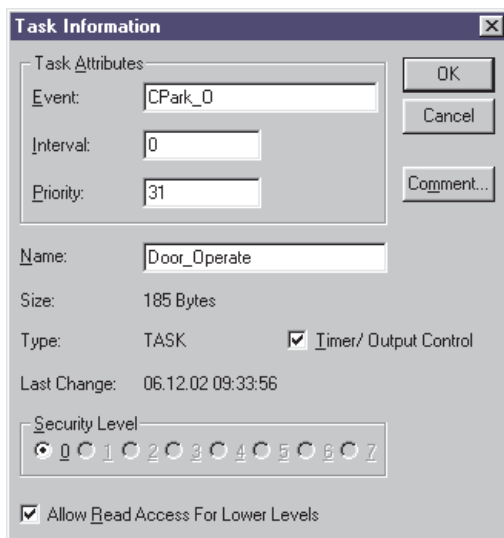 Task Information
Task Attributes
Event: CPark_O
Interval: 0
Priority: 31
OK
Cancel
Comment...
Name: Door_Operate
Size: 185 Bytes
Type: TASK Timer/ Output Control
Last Change: 06.12.02 09:33:56
Security Level
0 1 2 3 4 5 6 7
Allow Read Access For Lower Levels